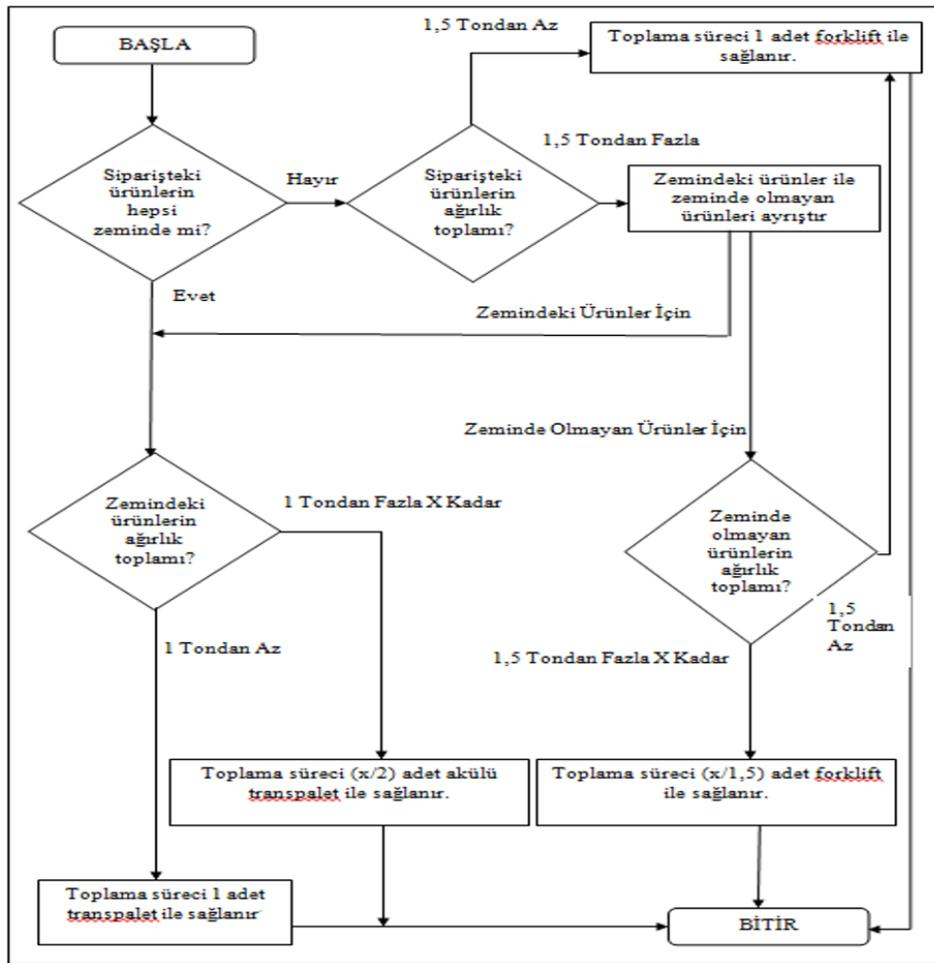 BAŞLA
1,5 Tondan Az
Toplama süreci 1 adet forklift ile
sağlanır.
Siparişteki
ürünlerin
hepsi
zeminde mi?
Hayır
Siparişteki
ürünlerin
ağırlık
toplamı?
1,5 Tondan Fazla
Zemindeki ürünler ile
zeminde olmayan
ürünleri ayrıştır
Evet
Zemindeki Ürünler İçin
Zeminde Olmayan Ürünler İçin
Zemindeki
ürünlerin
ağırlık
toplamı?
1 Tondan Fazla X Kadar
Zeminde
olmayan
ürünlerin
ağırlık
toplamı?
1,5
Tondan
Az
1 Tondan Az
1,5 Tondan Fazla X Kadar
Toplama süreci (x/2) adet akülü
transpalet ile sağlanır.
Toplama süreci (x/1,5) adet forklift
ile sağlanır.
Toplama süreci 1 adet
transpalet ile sağlanır
BİTİR